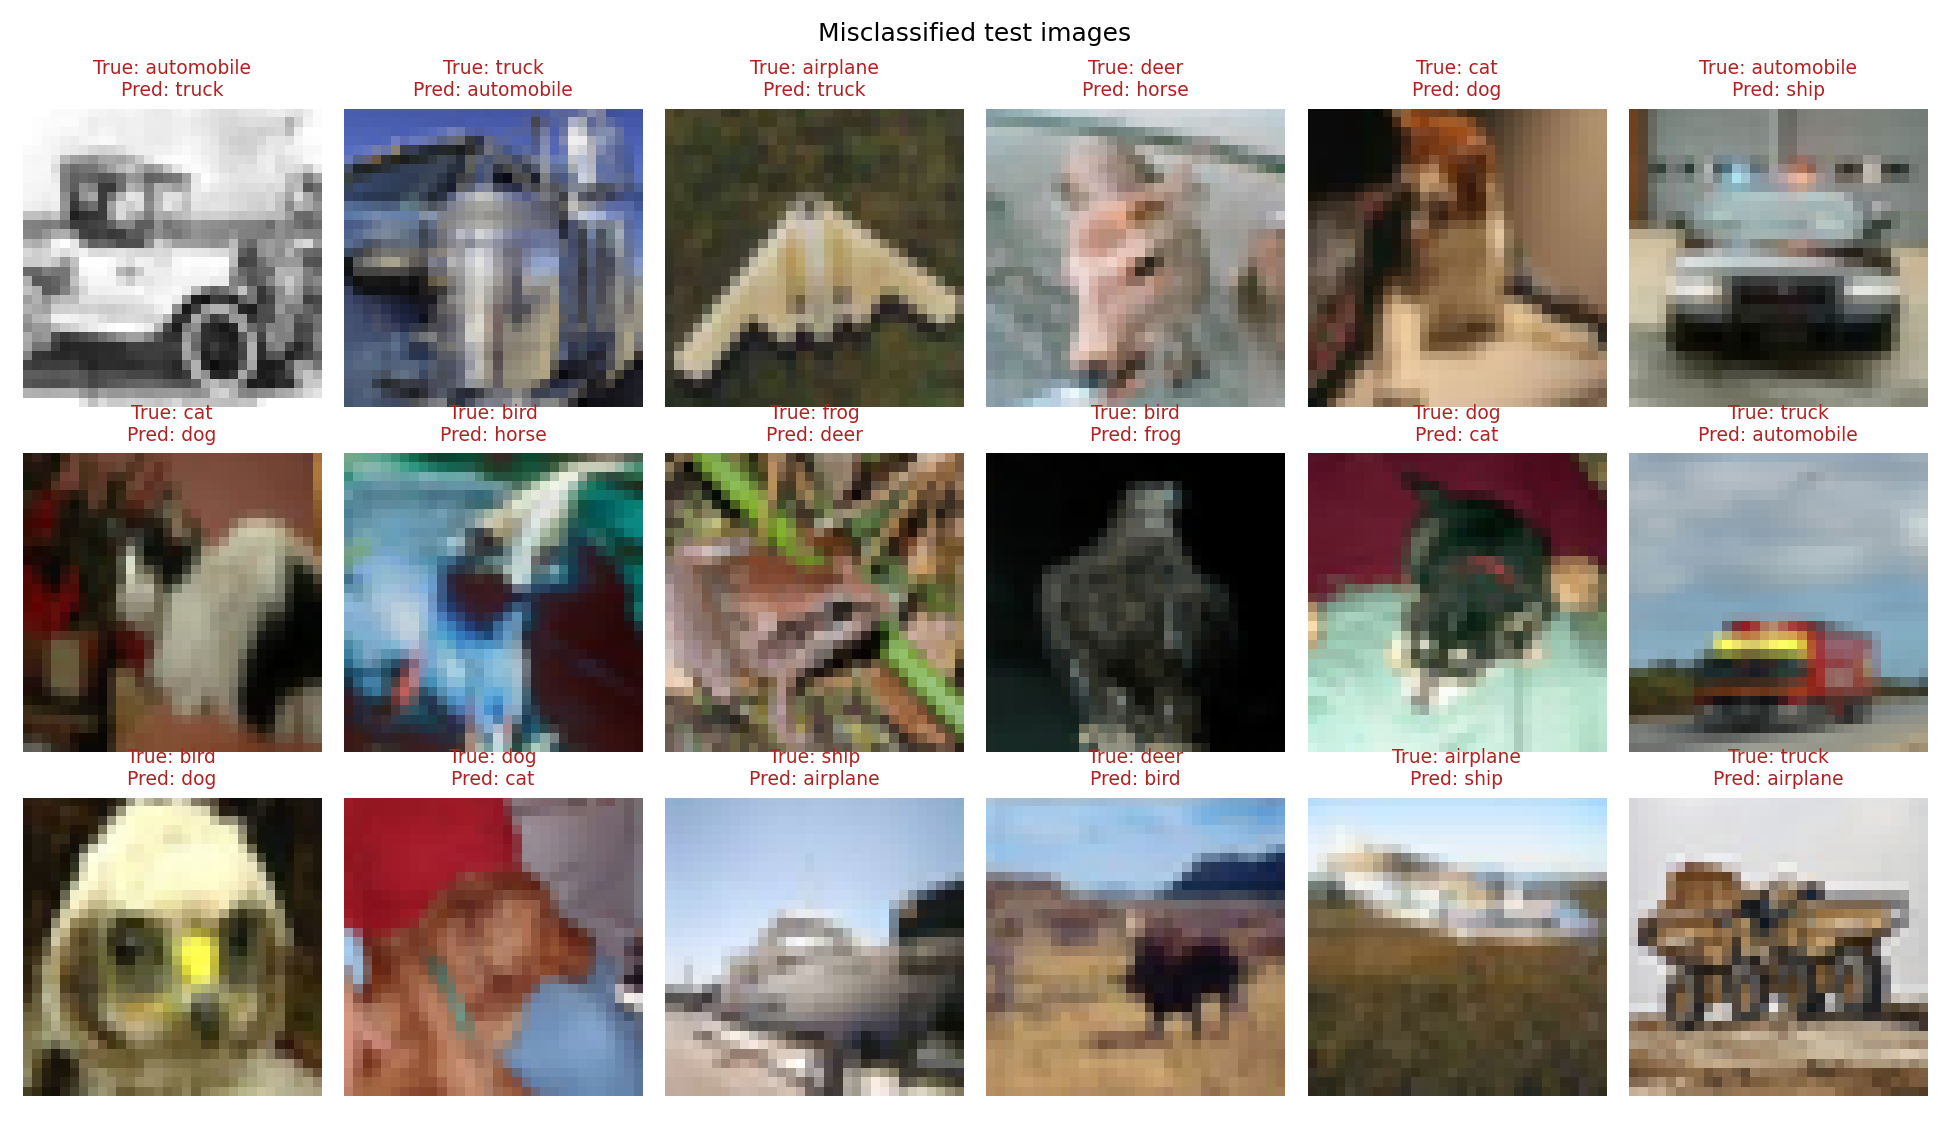 Misclassified test images
True: automobile
Pred: truck
True: truck
Pred: automobile
True: airplane
Pred: truck
True: deer
Pred: horse
True: cat
Pred: dog
True: automobile
Pred: ship
True: cat
Pred: dog
True: bird
Pred: horse
True: frog
Pred: deer
True: bird
Pred: frog
True: dog
Pred: cat
True: truck
Pred: automobile
True: bird
Pred: dog
True: dog
Pred: cat
True: ship
Pred: airplane
True: deer
Pred: bird
True: airplane
Pred: ship
True: truck
Pred: airplane